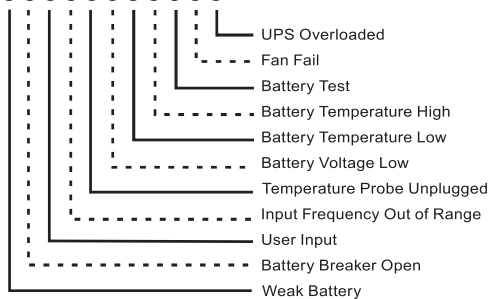 UPS Overloaded
Fan Fail
Battery Test
Battery Temperature High
Battery Temperature Low
Battery Voltage Low
Temperature Probe Unplugged
Input Frequency Out of Range
User Input
Battery Breaker Open
Weak Battery